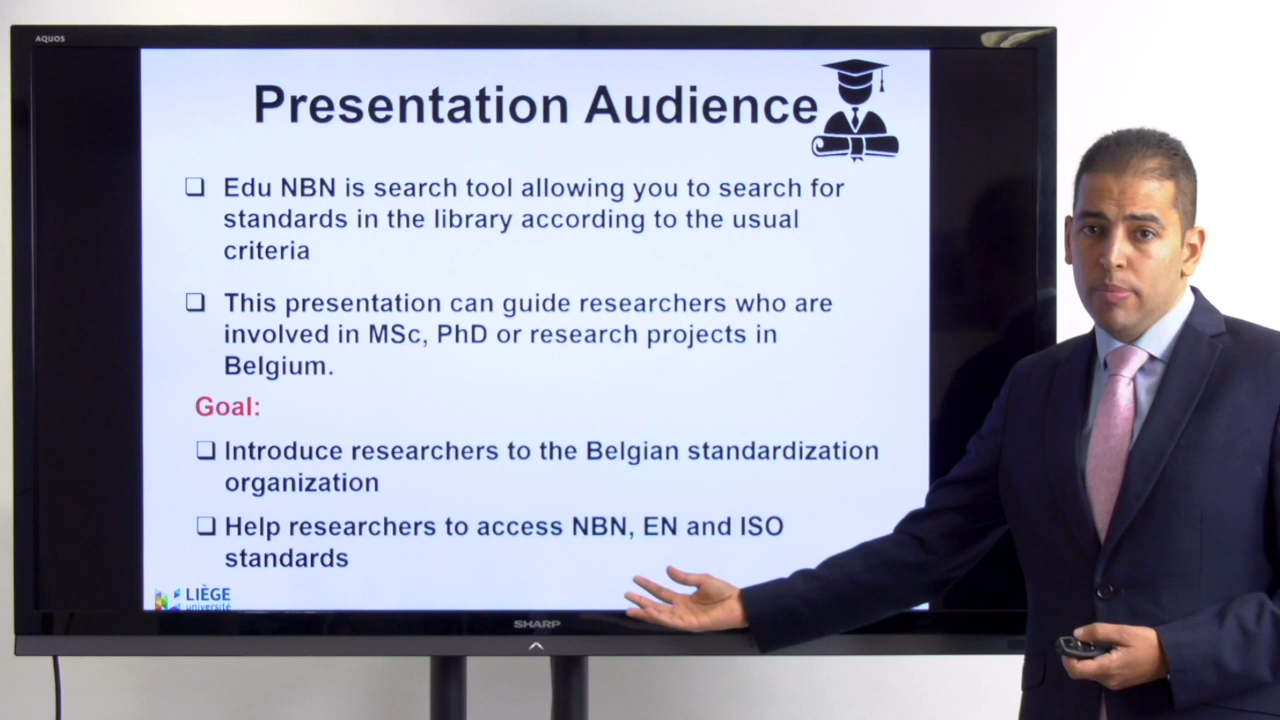 AQUOS
Presentation Audience
❑ Edu NBN is search tool allowing you to search for
standards in the library according to the usual
criteria
❑ This presentation can guide researchers who are
involved in MSc, PhD or research projects in
Belgium.
Goal:
❑ Introduce researchers to the Belgian standardization
organization
❑ Help researchers to access NBN, EN and ISO
standards
LIÈGE
université
SHARP